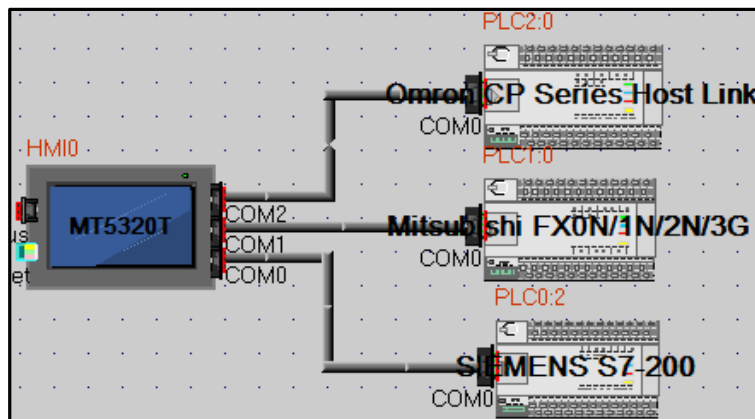 PLC2:0
Omron CP Series Host Link
COM0
HMI0
PLC1:0
MT5320T
COM2
COM1
COM0
Mitsubishi FX0N/1N/2N/3G
COM0
PLC0:2
SIEMENS S7-200
COM0